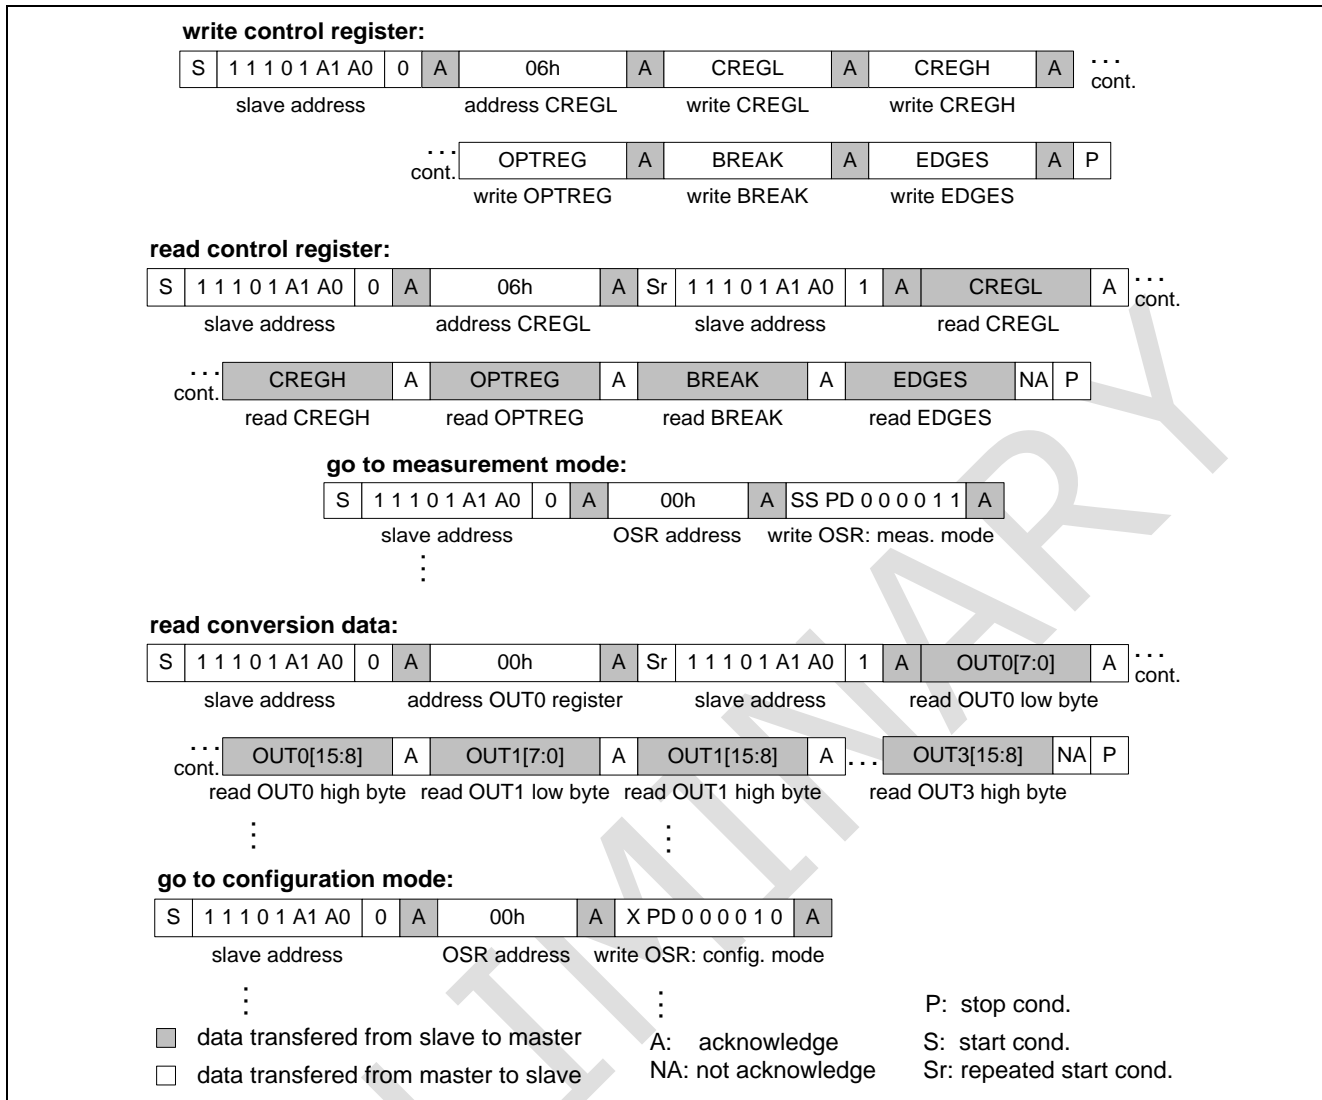 write control register:
S 1 1 1 0 1 A1 A0 0 A 06h A CREGL A CREGH A ...
slave address address CREGL write CREGL write CREGH cont.
... OPTREG A BREAK A EDGES A P
cont. write OPTREG write BREAK write EDGES
read control register:
S 1 1 1 0 1 A1 A0 0 A 06h A Sr 1 1 1 0 1 A1 A0 1 A CREGL A ...
slave address address CREGL slave address read CREGL cont.
... CREGH A OPTREG A BREAK A EDGES NA P
cont. read CREGH read OPTREG read BREAK read EDGES
go to measurement mode:
S 1 1 1 0 1 A1 A0 0 A 00h A SS PD 0 0 0 0 1 1 A
slave address OSR address write OSR: meas. mode
read conversion data:
S 1 1 1 0 1 A1 A0 0 A 00h A Sr 1 1 1 0 1 A1 A0 1 A OUT0[7:0] A ...
slave address address OUT0 register slave address read OUT0 low byte cont.
... OUT0[15:8] A OUT1[7:0] A OUT1[15:8] A ... OUT3[15:8] NA P
cont. read OUT0 high byte read OUT1 low byte read OUT1 high byte read OUT3 high byte
go to configuration mode:
S 1 1 1 0 1 A1 A0 0 A 00h A X PD 0 0 0 0 1 0 A
slave address OSR address write OSR: config. mode
P: stop cond.
data transfered from slave to master A: acknowledge S: start cond.
data transfered from master to slave NA: not acknowledge Sr: repeated start cond.
LIMINARY